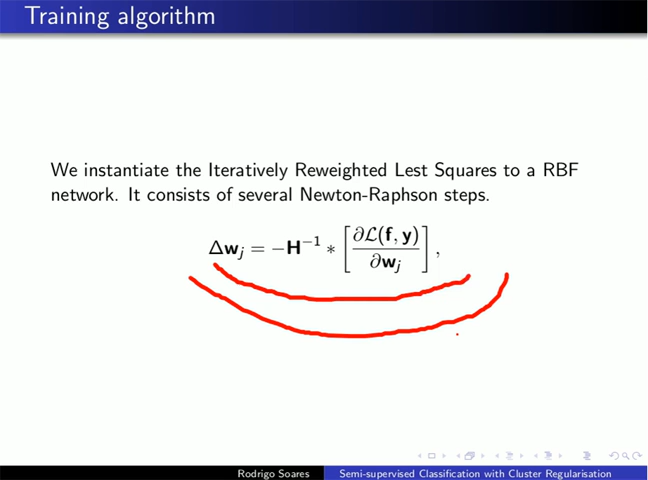 Training algorithm
We instantiate the Iteratively Reweighted Lest Squares to a RBF
network. It consists of several Newton-Raphson steps.
Δw_j = −H^{−1} * [∂ℒ(f, y) / ∂w_j],
Rodrigo Soares Semi-supervised Classification with Cluster Regularisation